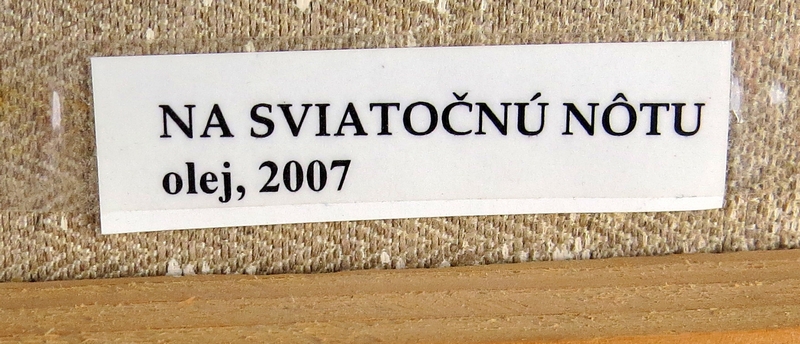 NA SVIATOČNÚ NÔTU
olej, 2007